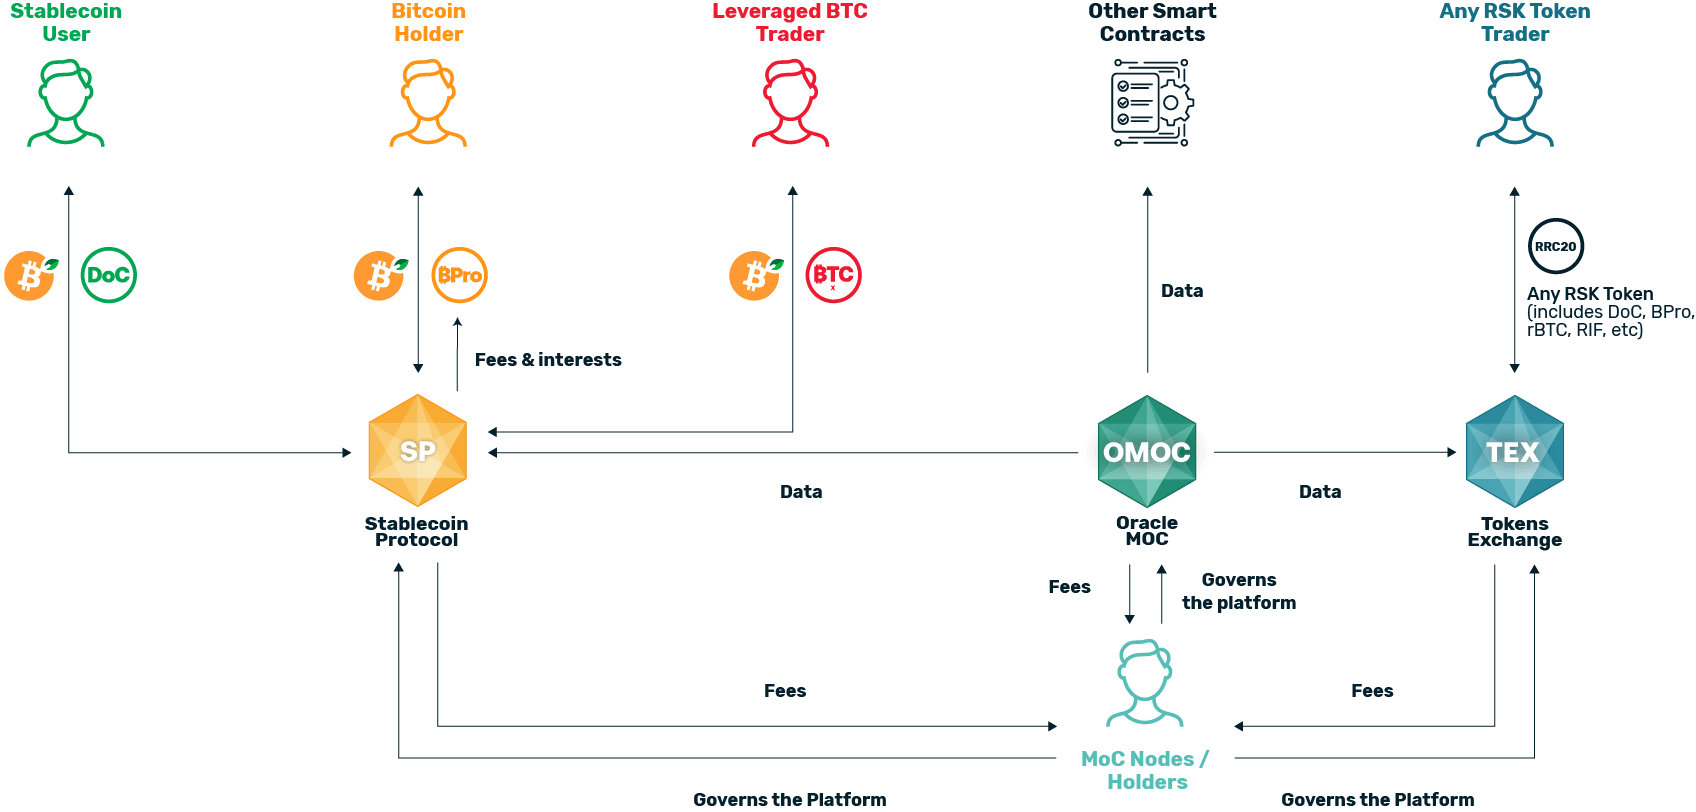 Stablecoin
User
Bitcoin
Holder
Leveraged BTC
Trader
Other Smart
Contracts
Any RSK Token
Trader
DoC
BPro
BTC
x
RRC20
Data
Any RSK Token
(includes DoC, BPro,
rBTC, RIF, etc)
Fees & interests
SP
OMOC
TEX
Data
Data
Stablecoin
Protocol
Oracle
MOC
Tokens
Exchange
Fees
Governs
the platform
Fees
Fees
MoC Nodes /
Holders
Governs the Platform
Governs the Platform